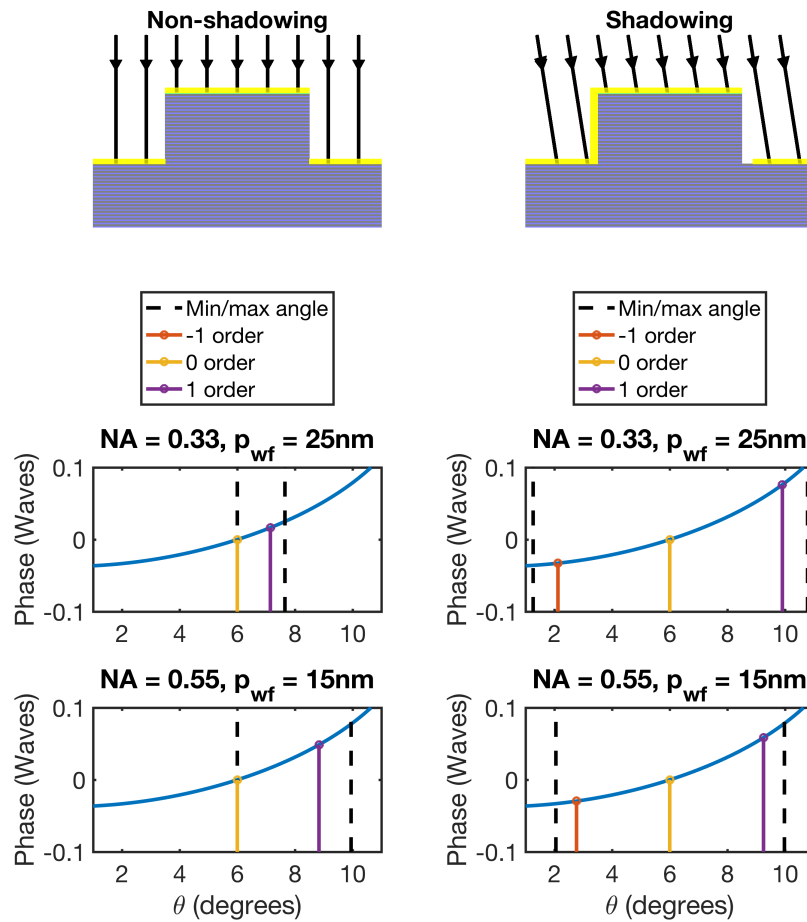 Non-shadowing
Shadowing
Min/max angle
-1 order
0 order
1 order
Min/max angle
-1 order
0 order
1 order
NA = 0.33, p_wf = 25nm
0.1
0
-0.1
Phase (Waves)
2 4 6 8 10
NA = 0.33, p_wf = 25nm
0.1
0
-0.1
Phase (Waves)
2 4 6 8 10
NA = 0.55, p_wf = 15nm
0.1
0
-0.1
Phase (Waves)
2 4 6 8 10
θ (degrees)
NA = 0.55, p_wf = 15nm
0.1
0
-0.1
Phase (Waves)
2 4 6 8 10
θ (degrees)